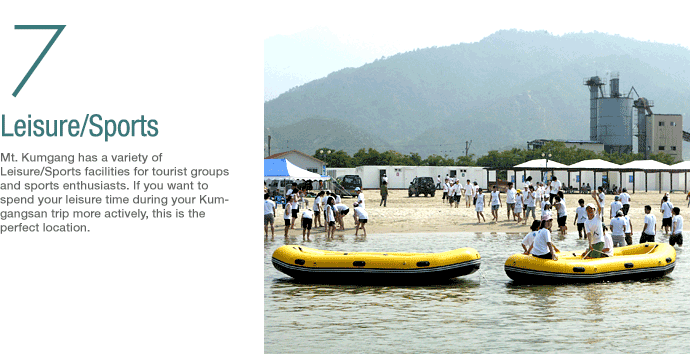 7
Leisure/Sports
Mt. Kumgang has a variety of
Leisure/Sports facilities for tourist groups
and sports enthusiasts. If you want to
spend your leisure time during your Kum-
gangsan trip more actively, this is the
perfect location.